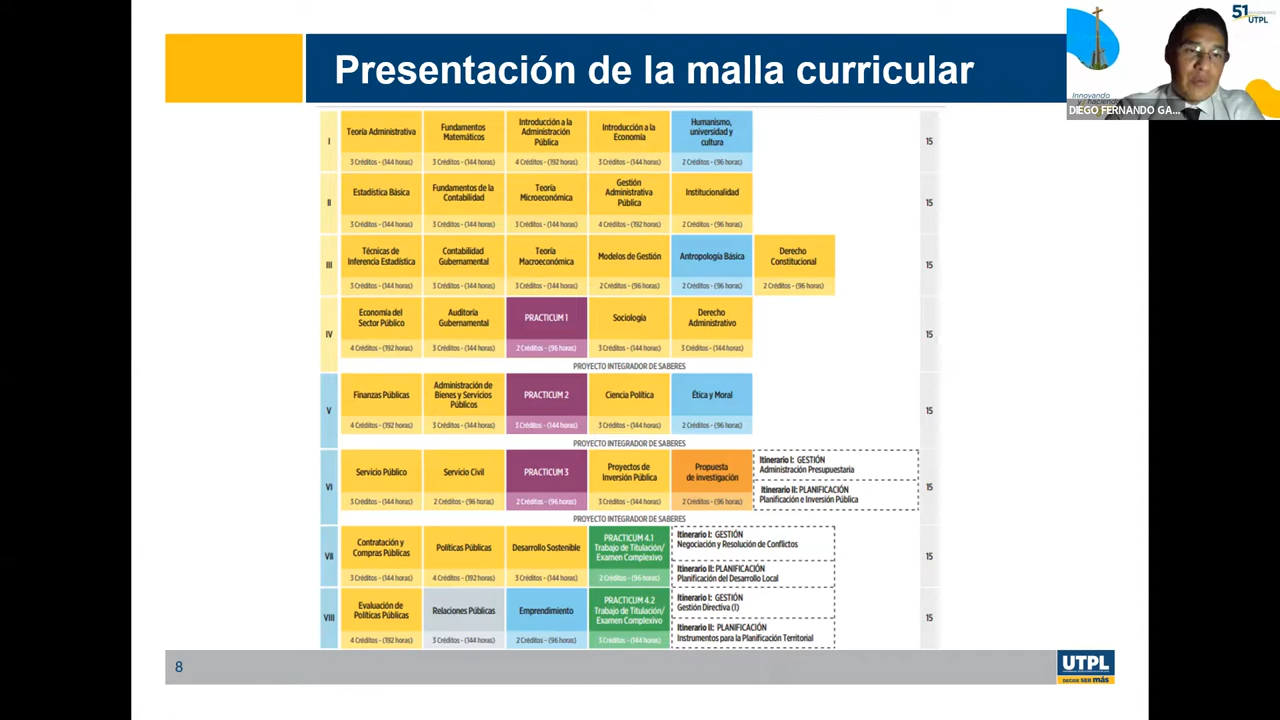 Presentación de la malla curricular
51
ANIVERSARIO
UTPL
Innovando
y haciend
DIEGO FERNANDO GA...
I
Teoría Administrativa
3 Créditos - (144 horas)
Fundamentos
Matemáticos
3 Créditos - (144 horas)
Introducción a la
Administración
Pública
4 Créditos - (192 horas)
Introducción a la
Economía
3 Créditos - (144 horas)
Humanismo,
universidad y
cultura
2 Créditos - (96 horas)
15
II
Estadística Básica
3 Créditos - (144 horas)
Fundamentos de la
Contabilidad
3 Créditos - (144 horas)
Teoría
Microeconómica
3 Créditos - (144 horas)
Gestión
Administrativa
Pública
4 Créditos - (192 horas)
Institucionalidad
2 Créditos - (96 horas)
15
III
Técnicas de
Inferencia Estadística
3 Créditos - (144 horas)
Contabilidad
Gubernamental
3 Créditos - (144 horas)
Teoría
Macroeconómica
3 Créditos - (144 horas)
Modelos de Gestión
2 Créditos - (96 horas)
Antropología Básica
2 Créditos - (96 horas)
Derecho
Constitucional
2 Créditos - (96 horas)
15
IV
Economía del
Sector Público
4 Créditos - (192 horas)
Auditoría
Gubernamental
3 Créditos - (144 horas)
PRACTICUM 1
2 Créditos - (96 horas)
Sociología
3 Créditos - (144 horas)
Derecho
Administrativo
3 Créditos - (144 horas)
15
PROYECTO INTEGRADOR DE SABERES
V
Finanzas Públicas
4 Créditos - (192 horas)
Administración de
Bienes y Servicios
Públicos
3 Créditos - (144 horas)
PRACTICUM 2
3 Créditos - (144 horas)
Ciencia Política
3 Créditos - (144 horas)
Ética y Moral
2 Créditos - (96 horas)
15
PROYECTO INTEGRADOR DE SABERES
VI
Servicio Público
3 Créditos - (144 horas)
Servicio Civil
2 Créditos - (96 horas)
PRACTICUM 3
2 Créditos - (96 horas)
Proyectos de
Inversión Pública
3 Créditos - (144 horas)
Propuesta
de investigación
2 Créditos - (96 horas)
Itinerario I: GESTIÓN
Administración Presupuestaria
Itinerario II: PLANIFICACIÓN
Planificación e Inversión Pública
15
PROYECTO INTEGRADOR DE SABERES
VII
Contratación y
Compras Públicas
3 Créditos - (144 horas)
Políticas Públicas
4 Créditos - (192 horas)
Desarrollo Sostenible
3 Créditos - (144 horas)
PRACTICUM 4.1
Trabajo de Titulación/
Examen Complexivo
2 Créditos - (96 horas)
Itinerario I: GESTIÓN
Negociación y Resolución de Conflictos
Itinerario II: PLANIFICACIÓN
Planificación del Desarrollo Local
15
VIII
Evaluación de
Políticas Públicas
4 Créditos - (192 horas)
Relaciones Públicas
3 Créditos - (144 horas)
Emprendimiento
2 Créditos - (96 horas)
PRACTICUM 4.2
Trabajo de Titulación/
Examen Complexivo
3 Créditos - (144 horas)
Itinerario I: GESTIÓN
Gestión Directiva (I)
Itinerario II: PLANIFICACIÓN
Instrumentos para la Planificación Territorial
15
8
UTPL
DECIDE SER más